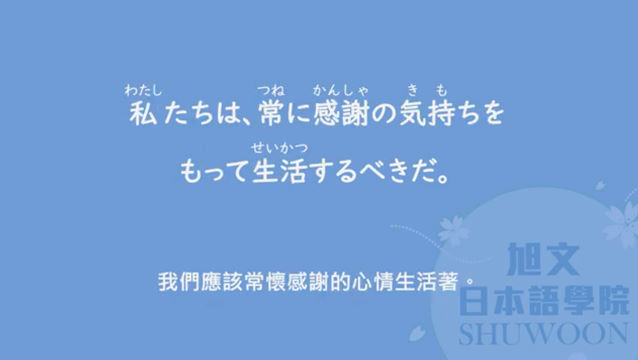 わたし つね かんしゃ き も
私たちは、常に感謝の気持ちを
せいかつ
もって生活するべきだ。
我們應該常懷感謝的心情生活著。
旭文
日本語學院
SHUWOON